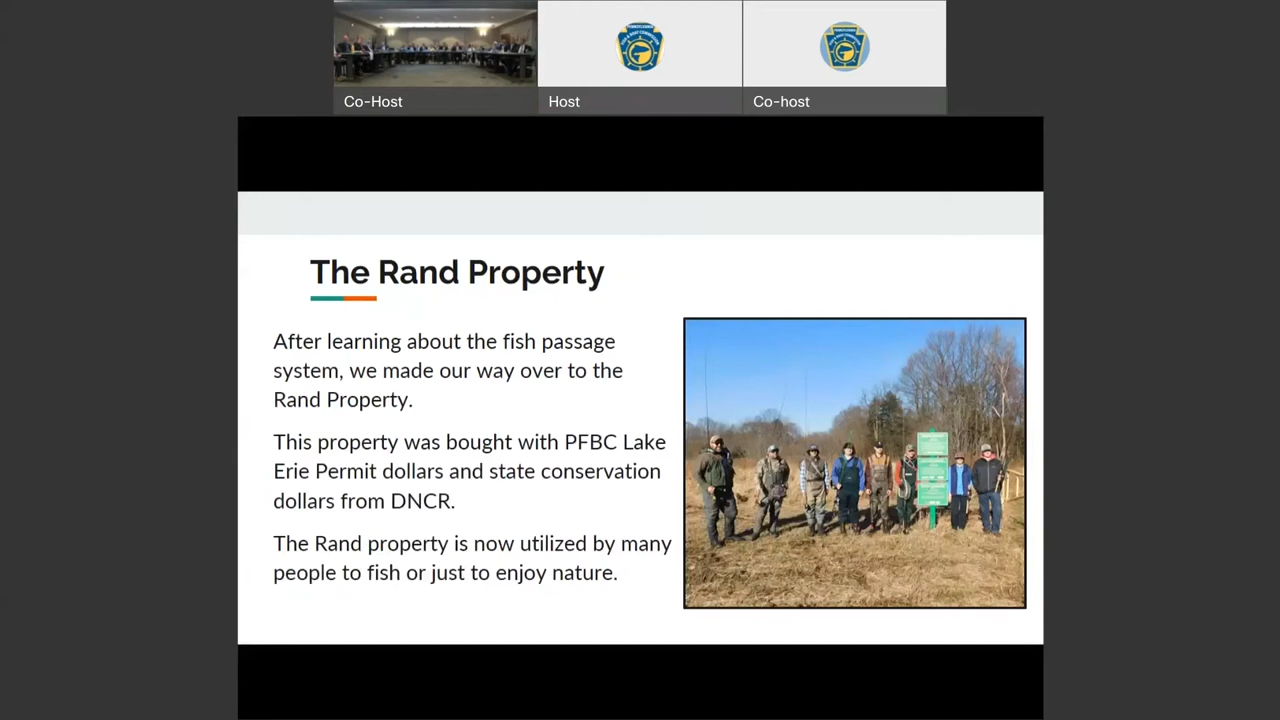 Co-Host
Host
Co-host
The Rand Property
After learning about the fish passage
system, we made our way over to the
Rand Property.
This property was bought with PFBC Lake
Erie Permit dollars and state conservation
dollars from DNCR.
The Rand property is now utilized by many
people to fish or just to enjoy nature.